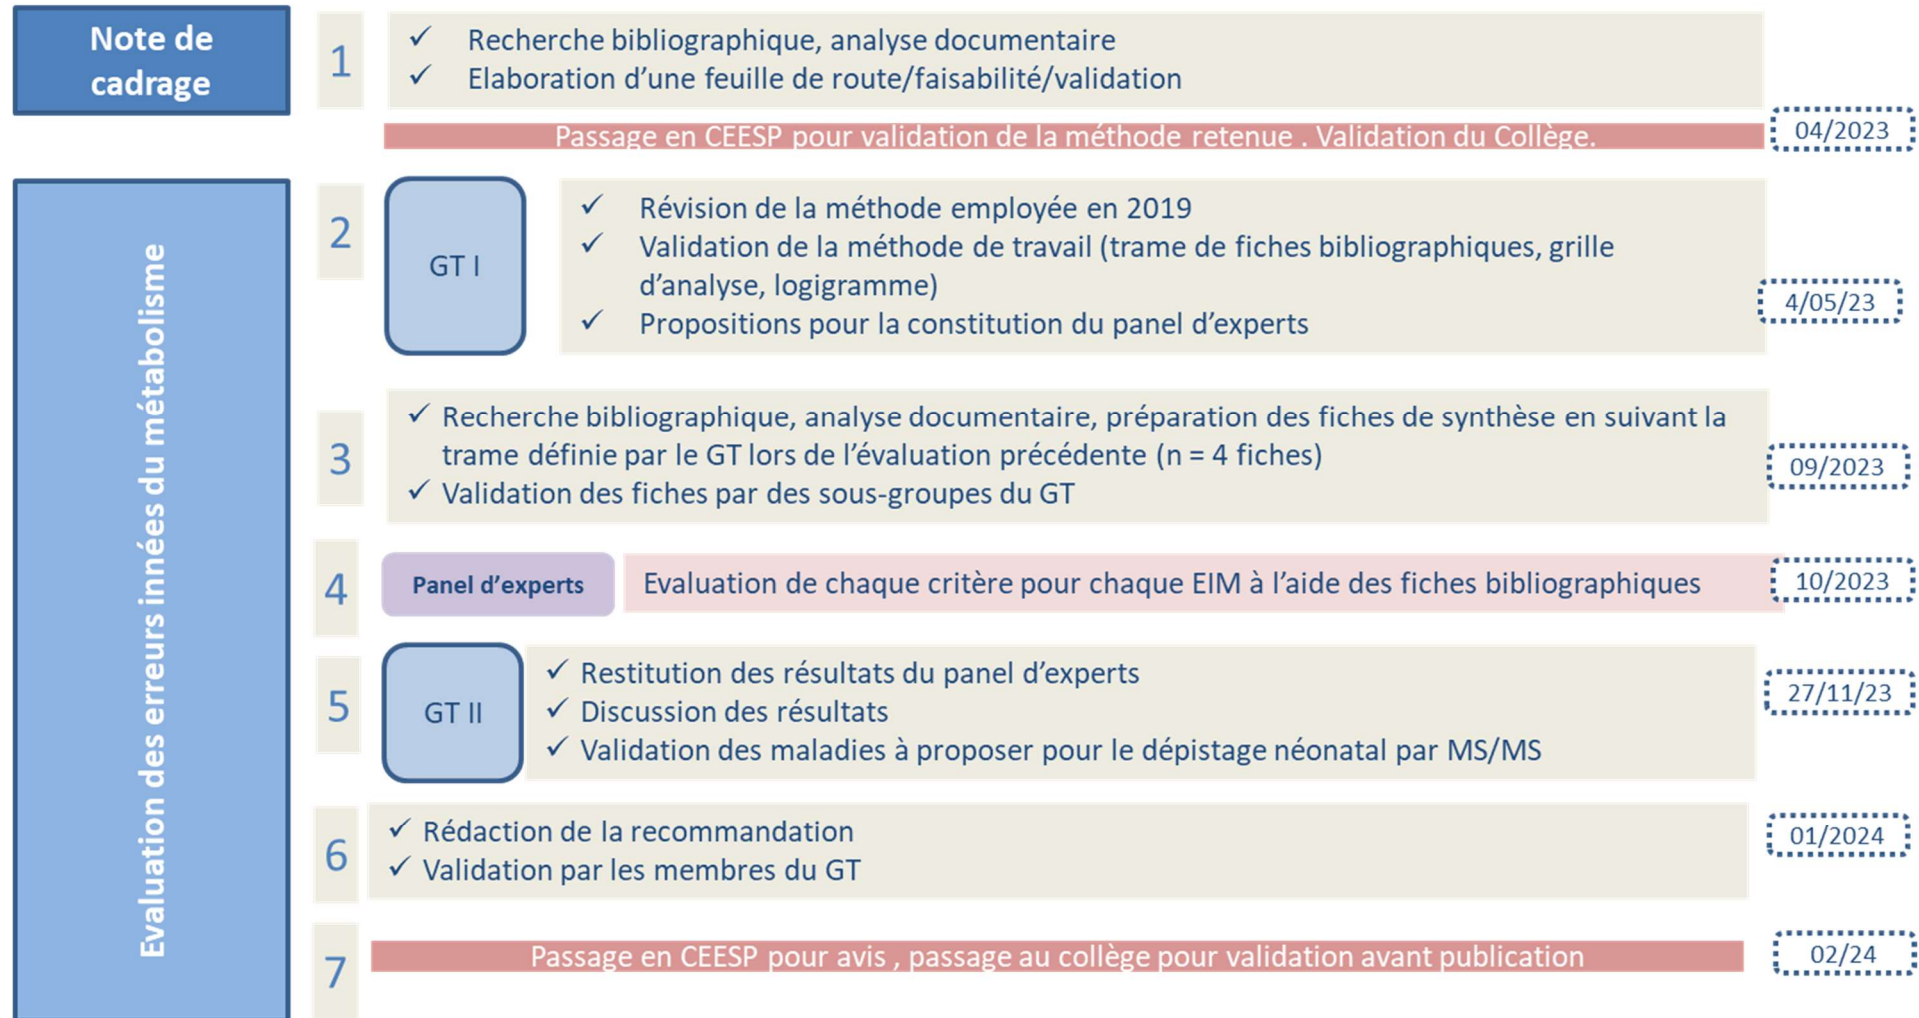 Note de
cadrage
1
✓ Recherche bibliographique, analyse documentaire
✓ Elaboration d’une feuille de route/faisabilité/validation
Passage en CEESP pour validation de la méthode retenue . Validation du Collège.
04/2023
Evaluation des erreurs innées du métabolisme
2
GT I
✓ Révision de la méthode employée en 2019
✓ Validation de la méthode de travail (trame de fiches bibliographiques, grille
d’analyse, logigramme)
✓ Propositions pour la constitution du panel d’experts
4/05/23
3
✓ Recherche bibliographique, analyse documentaire, préparation des fiches de synthèse en suivant la
trame définie par le GT lors de l’évaluation précédente (n = 4 fiches)
✓ Validation des fiches par des sous-groupes du GT
09/2023
4
Panel d’experts
Evaluation de chaque critère pour chaque EIM à l’aide des fiches bibliographiques
10/2023
5
GT II
✓ Restitution des résultats du panel d’experts
✓ Discussion des résultats
✓ Validation des maladies à proposer pour le dépistage néonatal par MS/MS
27/11/23
6
✓ Rédaction de la recommandation
✓ Validation par les membres du GT
01/2024
7
Passage en CEESP pour avis , passage au collège pour validation avant publication
02/24